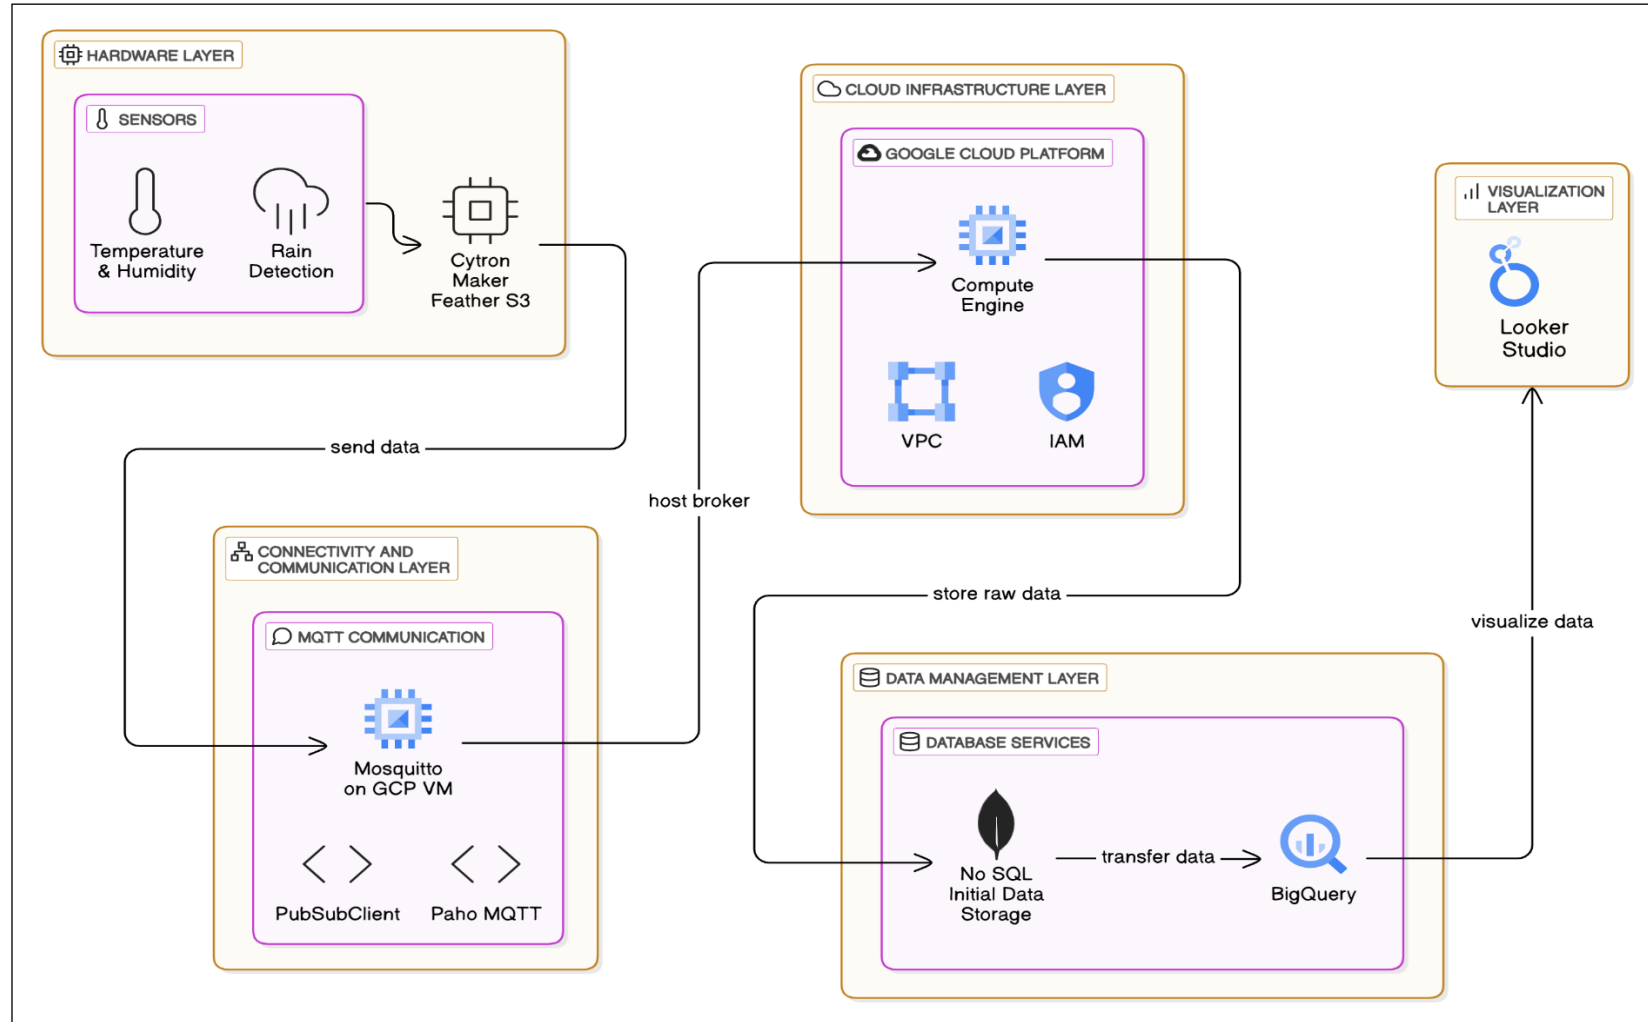 HARDWARE LAYER
SENSORS
Temperature
& Humidity
Rain
Detection
Cytron
Maker
Feather S3
send data
CONNECTIVITY AND
COMMUNICATION LAYER
MQTT COMMUNICATION
Mosquitto
on GCP VM
PubSubClient
Paho MQTT
host broker
CLOUD INFRASTRUCTURE LAYER
GOOGLE CLOUD PLATFORM
Compute
Engine
VPC
IAM
store raw data
DATA MANAGEMENT LAYER
DATABASE SERVICES
No SQL
Initial Data
Storage
transfer data
BigQuery
visualize data
VISUALIZATION
LAYER
Looker
Studio